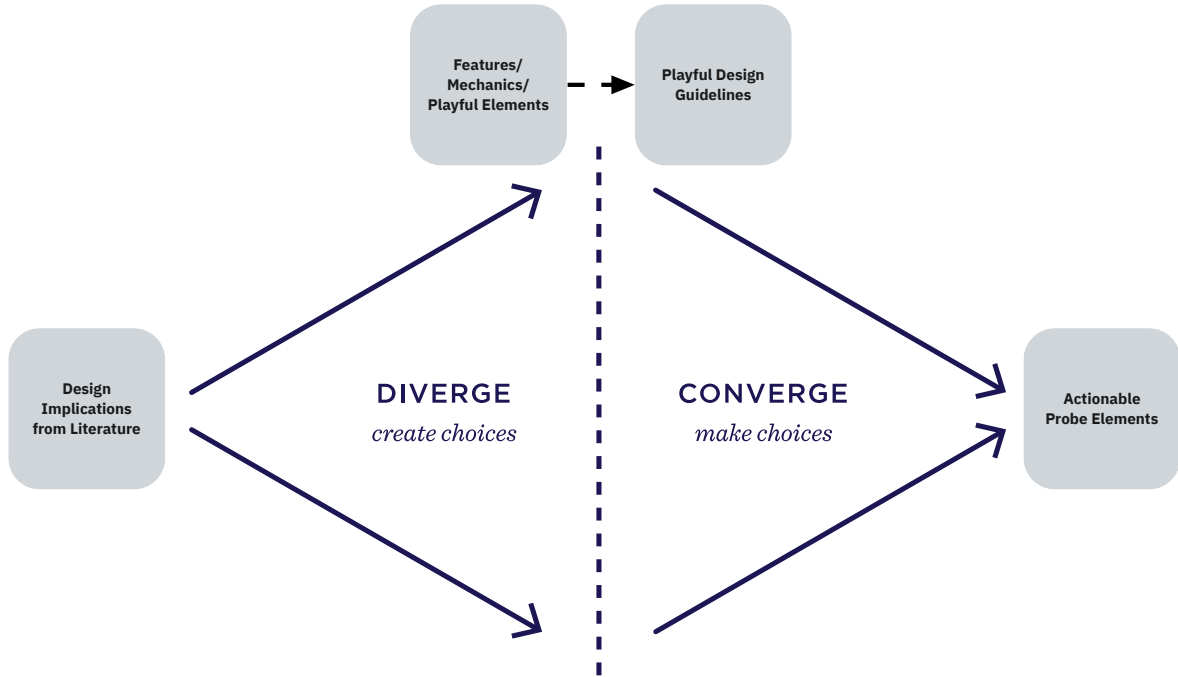 Features/
Mechanics/
Playful Elements
Playful Design
Guidelines
Design
Implications
from Literature
DIVERGE
create choices
CONVERGE
make choices
Actionable
Probe Elements